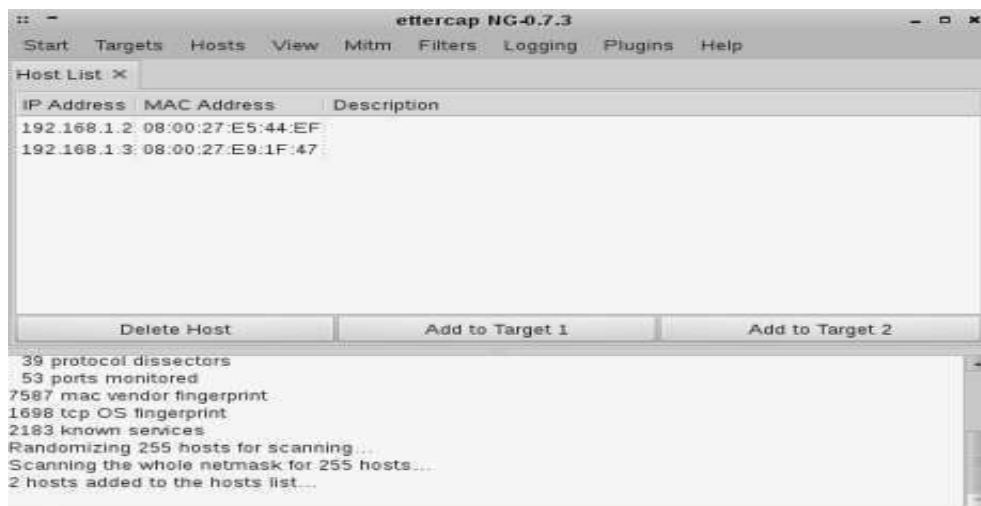 ettercap NG-0.7.3
Start Targets Hosts View Mitm Filters Logging Plugins Help
Host List ×
IP Address MAC Address Description
192.168.1.2 08:00:27:E5:44:EF
192.168.1.3 08:00:27:E9:1F:47
Delete Host Add to Target 1 Add to Target 2
39 protocol dissectors
53 ports monitored
7587 mac vendor fingerprint
1698 tcp OS fingerprint
2183 known services
Randomizing 255 hosts for scanning...
Scanning the whole netmask for 255 hosts...
2 hosts added to the hosts list...